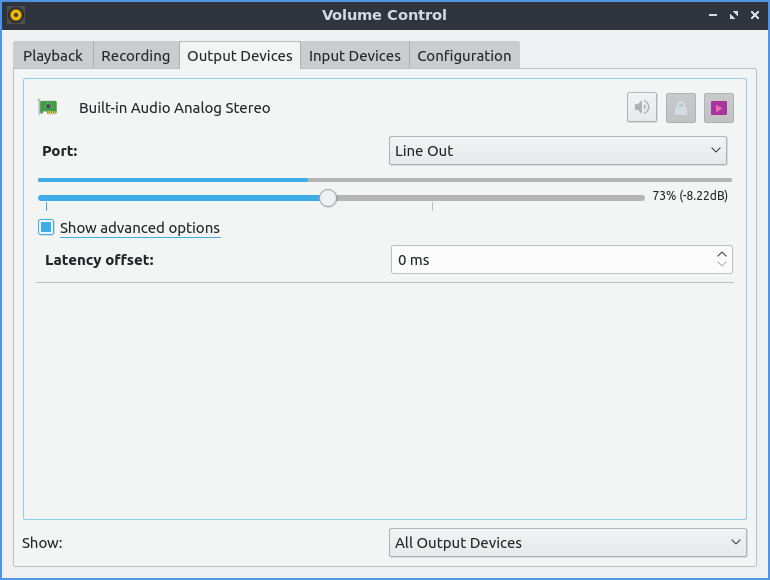 Volume Control
Playback Recording Output Devices Input Devices Configuration
Built-in Audio Analog Stereo
Port: Line Out
73% (-8.22dB)
Show advanced options
Latency offset: 0 ms
Show: All Output Devices